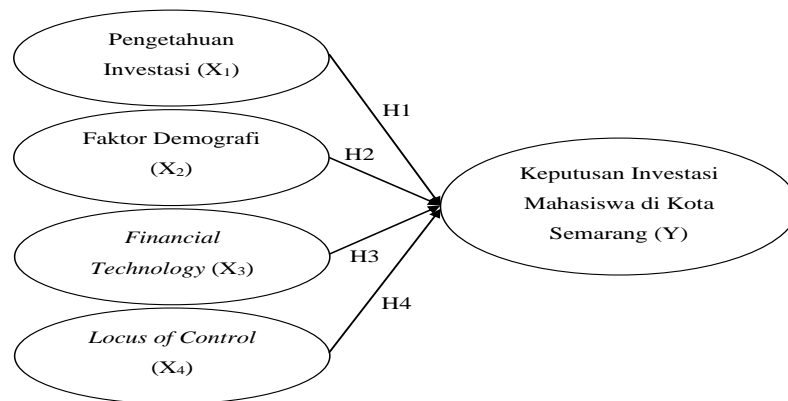 Pengetahuan
Investasi (X₁)
H1
Faktor Demografi
(X₂)
H2
Financial
Technology (X₃)
H3
Locus of Control
(X₄)
H4
Keputusan Investasi
Mahasiswa di Kota
Semarang (Y)